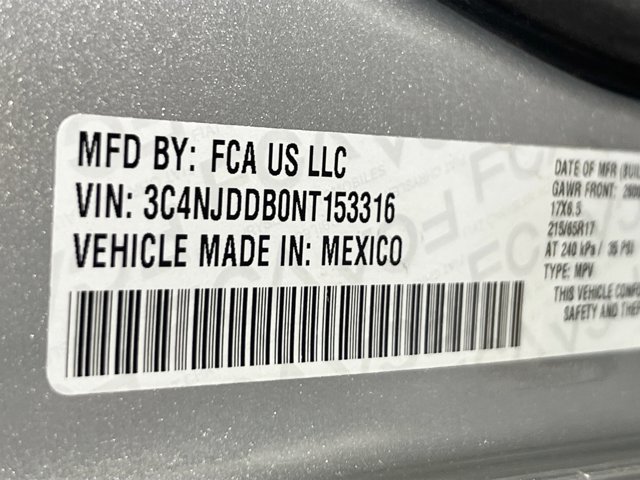 MFD BY: FCA US LLC
VIN: 3C4NJDDB0NT153316
VEHICLE MADE IN: MEXICO
DATE OF MFR
GAWR FRONT:
17X6.5
215/65R17
AT 240 kPa / 35 PSI
TYPE: MPV
THIS VEHICLE
SAFETY AND